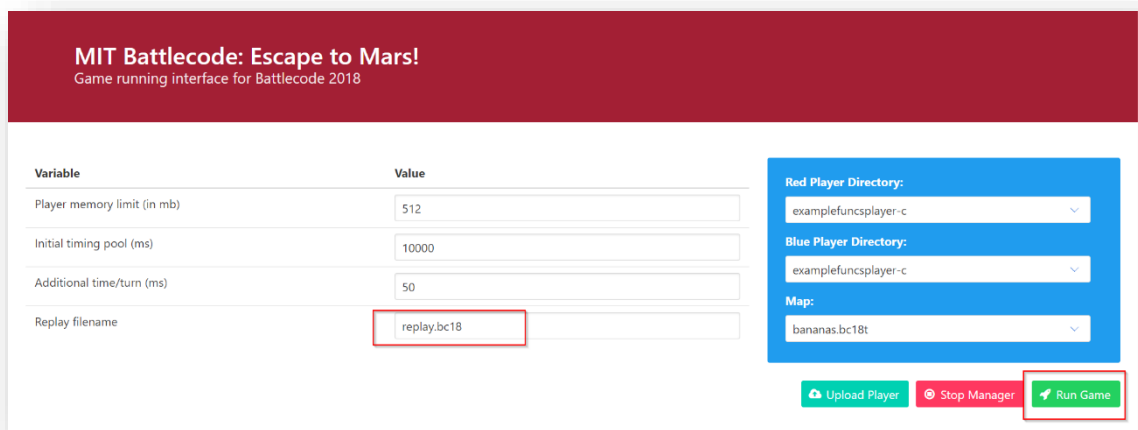 MIT Battlecode: Escape to Mars!
Game running interface for Battlecode 2018
Variable Value
Player memory limit (in mb) 512
Initial timing pool (ms) 10000
Additional time/turn (ms) 50
Replay filename replay.bc18
Red Player Directory:
examplefuncsplayer-c
Blue Player Directory:
examplefuncsplayer-c
Map:
bananas.bc18t
Upload Player Stop Manager Run Game